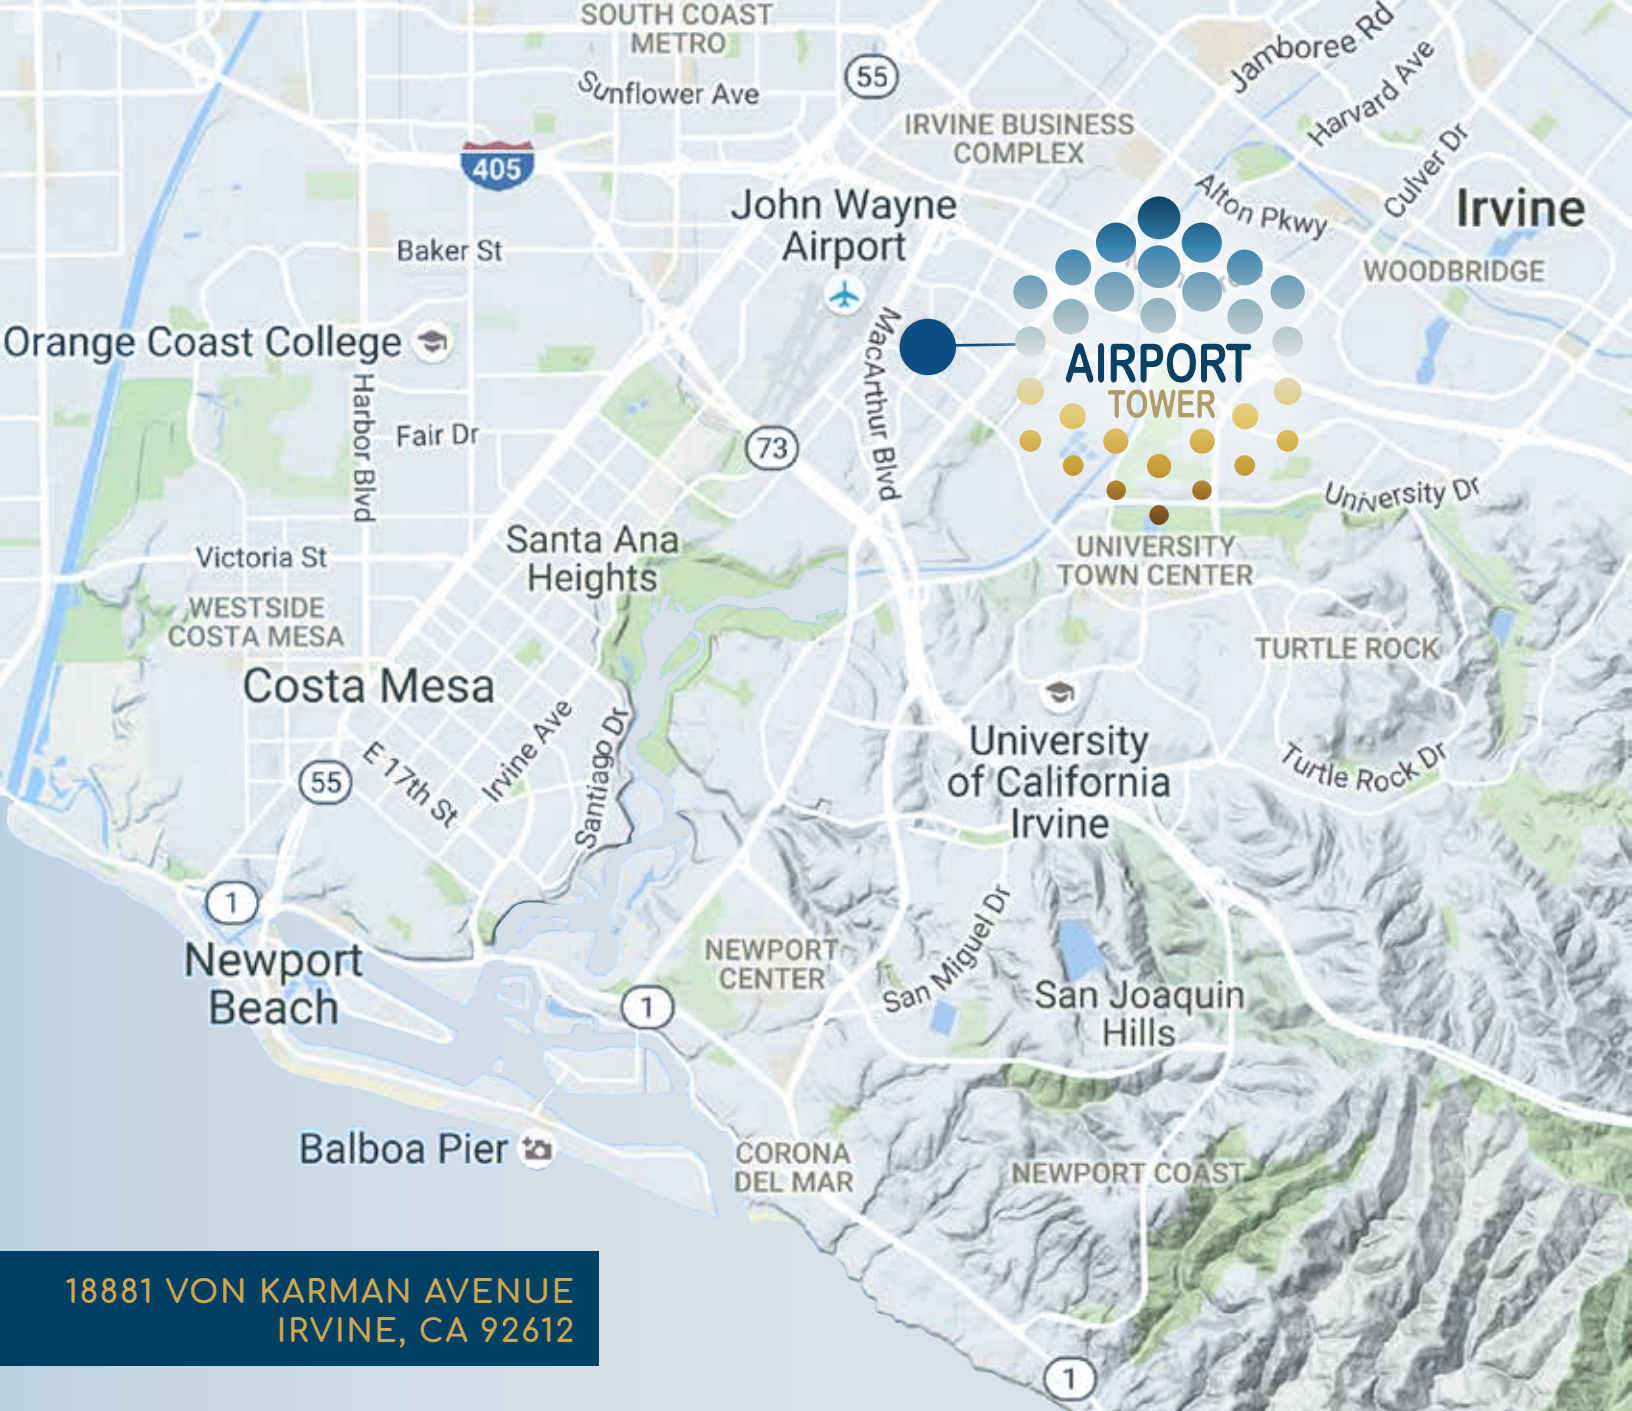 SOUTH COAST
METRO
Sunflower Ave
55
Jamboree Rd
Harvard Ave
IRVINE BUSINESS
COMPLEX
Culver Dr
405
Alton Pkwy
Irvine
John Wayne
Airport
Baker St
WOODBRIDGE
Orange Coast College
MacArthur Blvd
AIRPORT
TOWER
Harbor Blvd
Fair Dr
73
University Dr
Santa Ana
Heights
Victoria St
UNIVERSITY
TOWN CENTER
WESTSIDE
COSTA MESA
TURTLE ROCK
Costa Mesa
E 17th St
Irvine Ave
Santiago Dr
55
University
of California
Irvine
Turtle Rock Dr
1
Newport
Beach
NEWPORT
CENTER
San Miguel Dr
1
San Joaquin
Hills
Balboa Pier
CORONA
DEL MAR
NEWPORT COAST
18881 VON KARMAN AVENUE
IRVINE, CA 92612
1